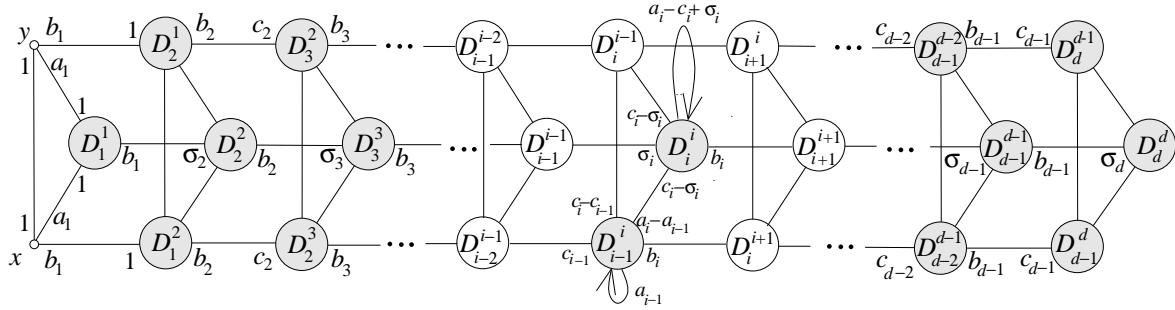 a_i–c_i+σ_i
y b_1 D_2^1 b_2 c_2 D_3^2 b_3 ... D_{i–1}^{i–2} D_i^{i–1} D_{i+1}^i ... c_{d–2} D_{d–1}^{d–2} b_{d–1} c_{d–1} D_d^{d–1}
1 a_1 1 1
c_i–σ_i
D_1^1 b_1 σ_2 D_2^2 b_2 σ_3 D_3^3 b_3 ... D_{i–1}^{i–1} σ_i D_i^i b_i D_{i+1}^{i+1} ... σ_{d–1} D_{d–1}^{d–1} b_{d–1} σ_d D_d^d
1 c_i–σ_i
1 a_1 c_i–c_{i–1} a_i–a_{i–1}
x b_1 1 D_1^2 b_2 c_2 D_2^3 b_3 ... D_{i–2}^{i–1} c_{i–1} D_{i–1}^i b_i D_i^{i+1} ... c_{d–2} D_{d–2}^{d–1} b_{d–1} c_{d–1} D_{d–1}^d
a_{i–1}